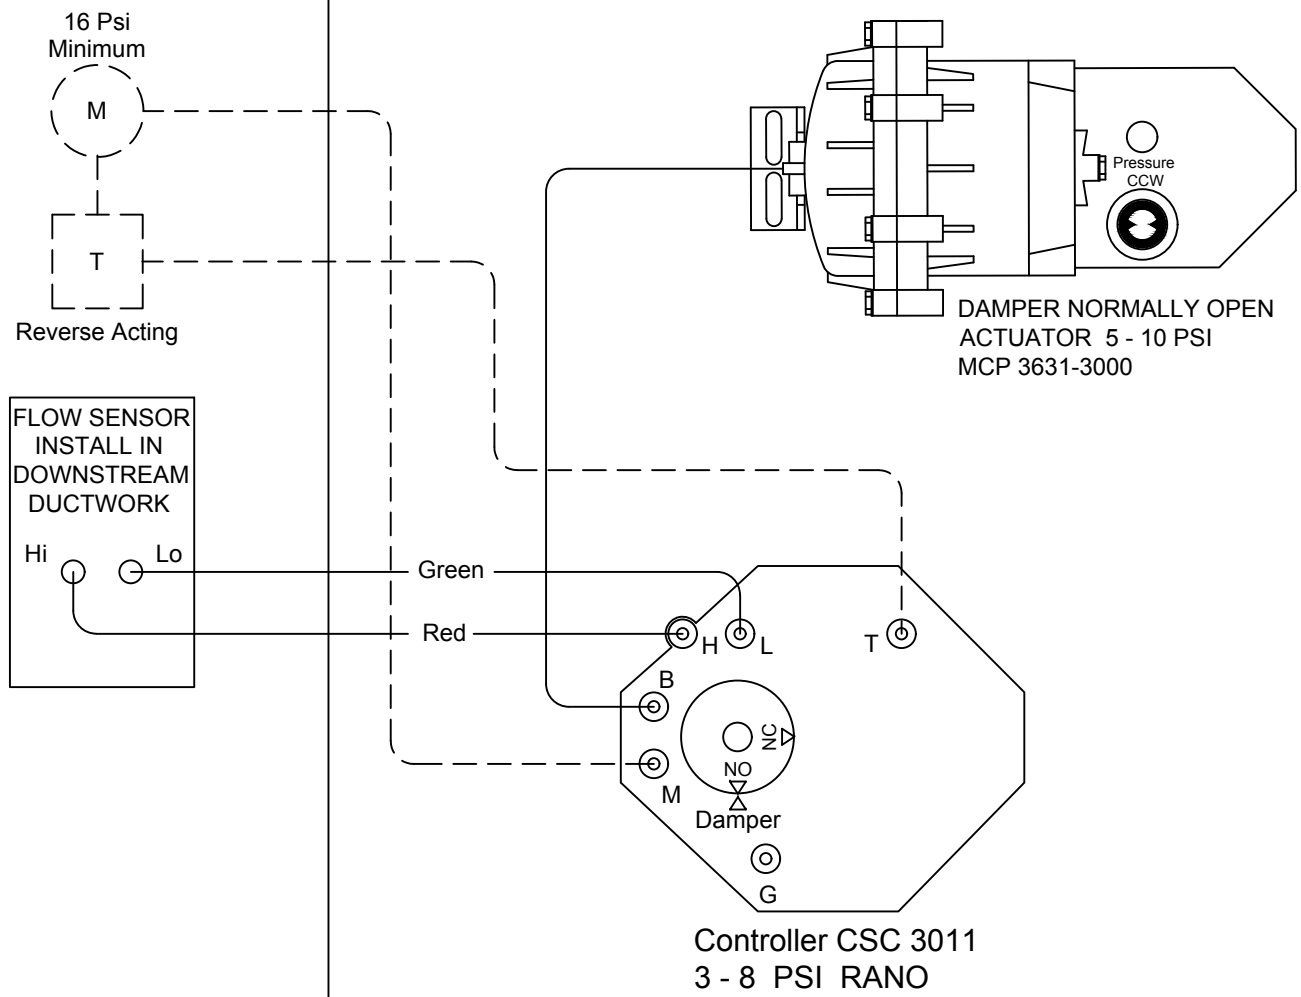 16 Psi
Minimum
M
T
Reverse Acting
Pressure
CCW
DAMPER NORMALLY OPEN
ACTUATOR 5 - 10 PSI
MCP 3631-3000
FLOW SENSOR
INSTALL IN
DOWNSTREAM
DUCTWORK
Hi
Lo
Green
Red
H
L
T
B
M
NC
NO
Damper
G
Controller CSC 3011
3 - 8 PSI RANO